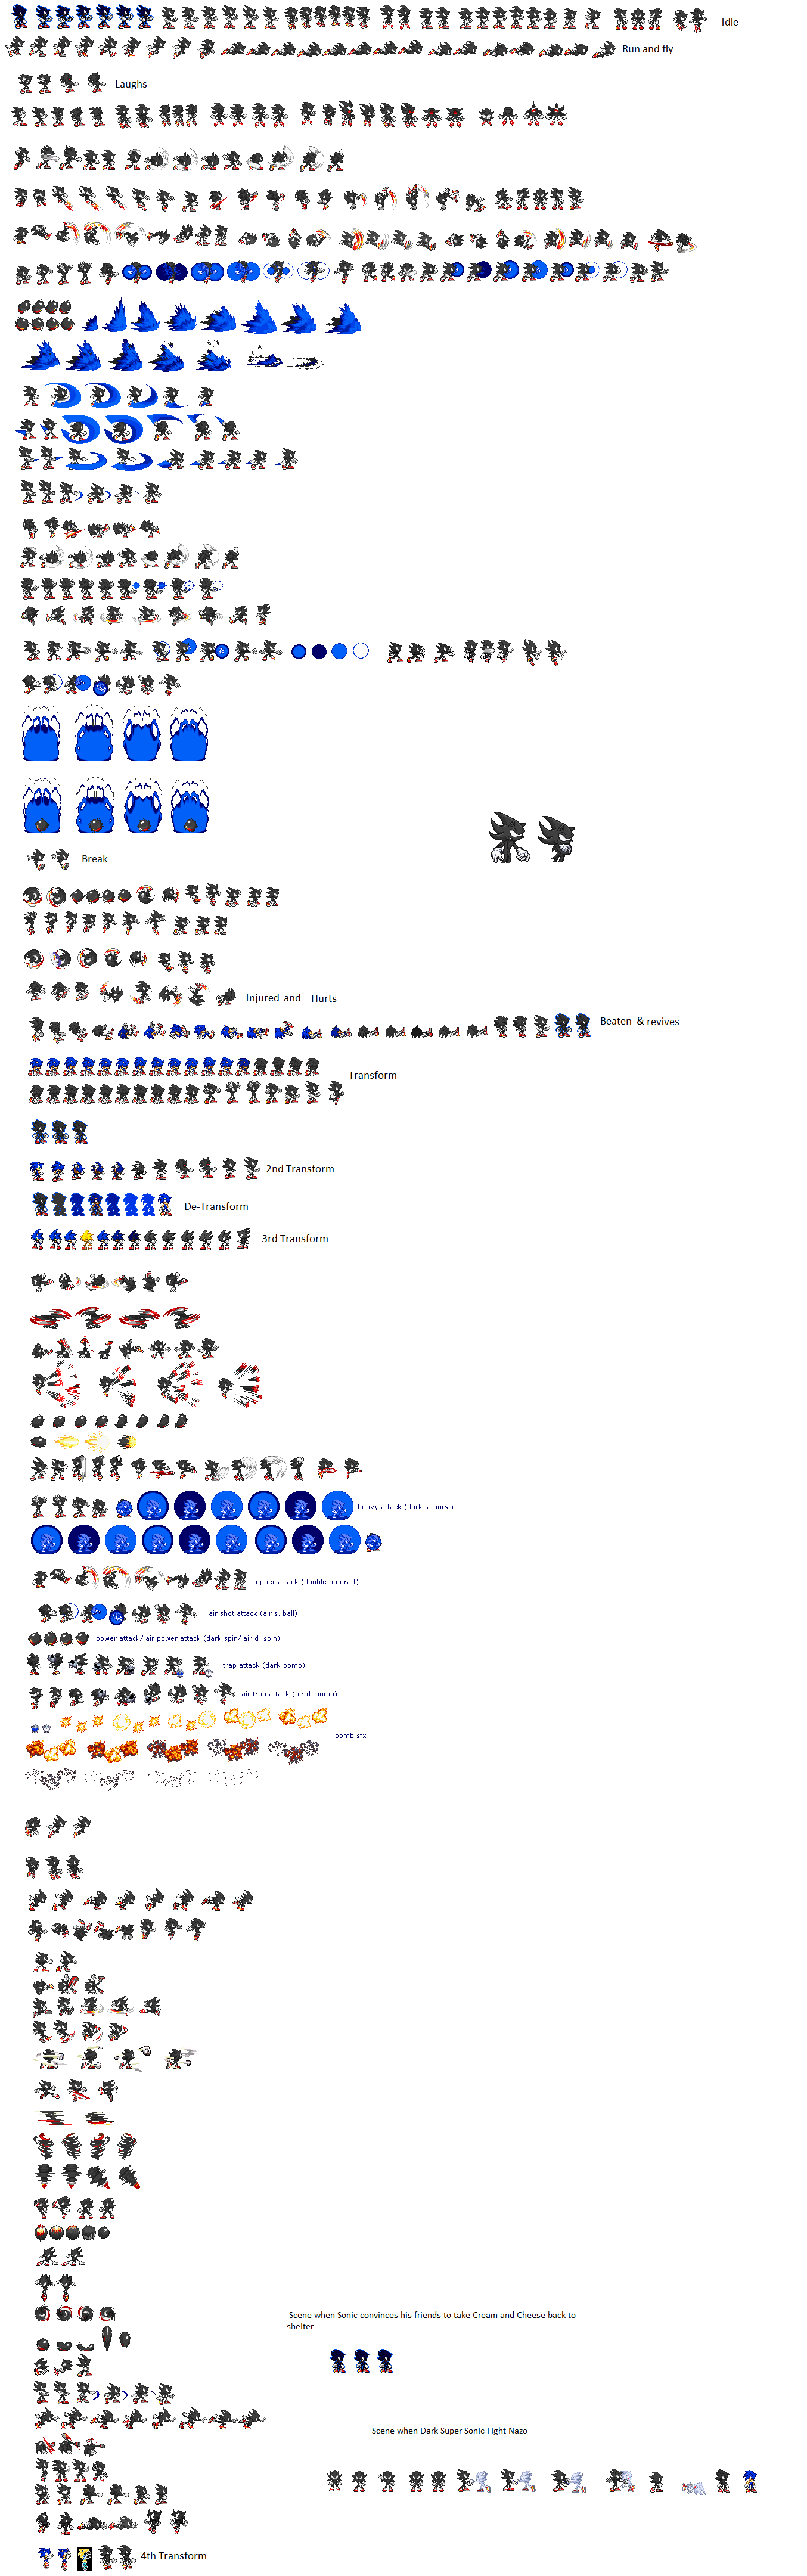 Idle
Run and fly
Laughs
Break
Injured and Hurts
Beaten & revives
Transform
2nd Transform
De-Transform
3rd Transform
heavy attack (dark s. burst)
upper attack (double up draft)
air shot attack (air s. ball)
power attack/ air power attack (dark spin/ air d. spin)
trap attack (dark bomb)
air trap attack (air d. bomb)
bomb sfx
Scene when Sonic convinces his friends to take Cream and Cheese back to
shelter
Scene when Dark Super Sonic Fight Nazo
4th Transform